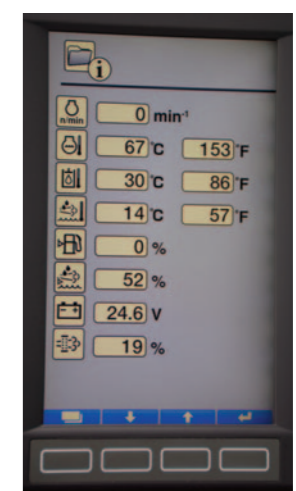 i
n/min 0 min⁻¹
67 °C 153 °F
30 °C 86 °F
14 °C 57 °F
0 %
52 %
24.6 V
19 %